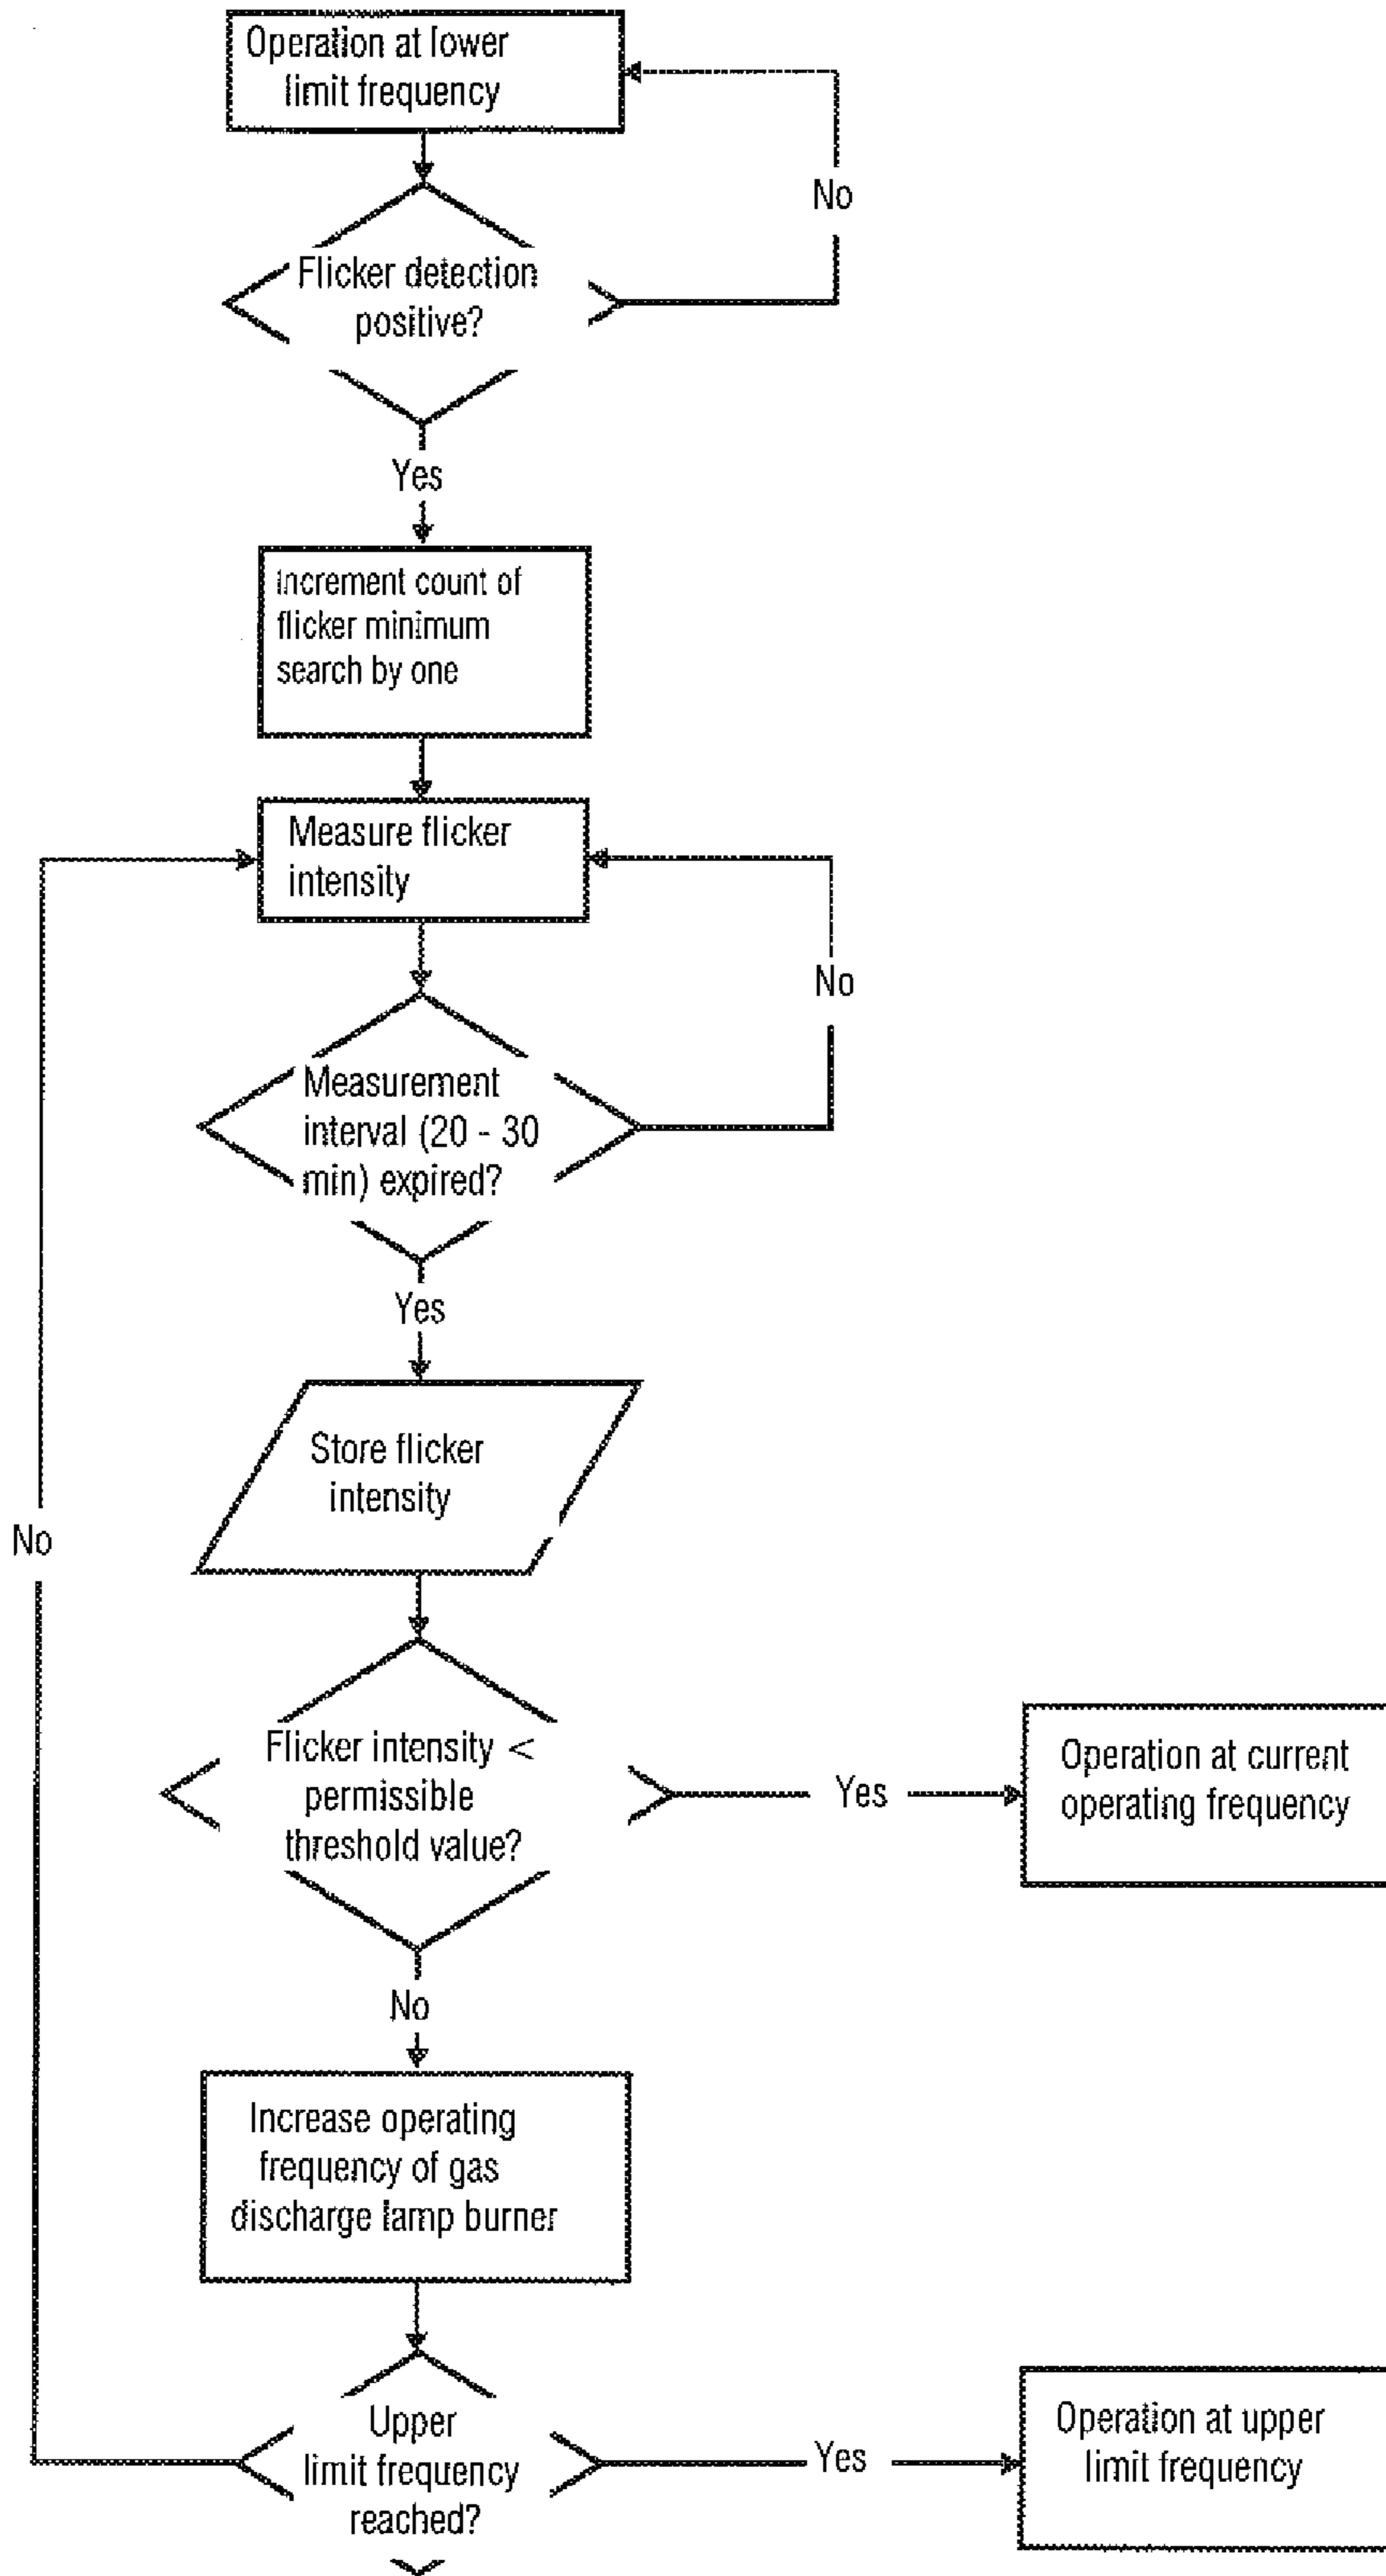 Operation at lower
limit frequency
No
Flicker detection
positive?
Yes
Increment count of
flicker minimum
search by one
Measure flicker
intensity
No
Measurement
interval (20 - 30
min) expired?
Yes
Store flicker
intensity
No
Flicker intensity <
permissible
threshold value?
Yes
Operation at current
operating frequency
No
Increase operating
frequency of gas
discharge lamp burner
Upper
limit frequency
reached?
Yes
Operation at upper
limit frequency